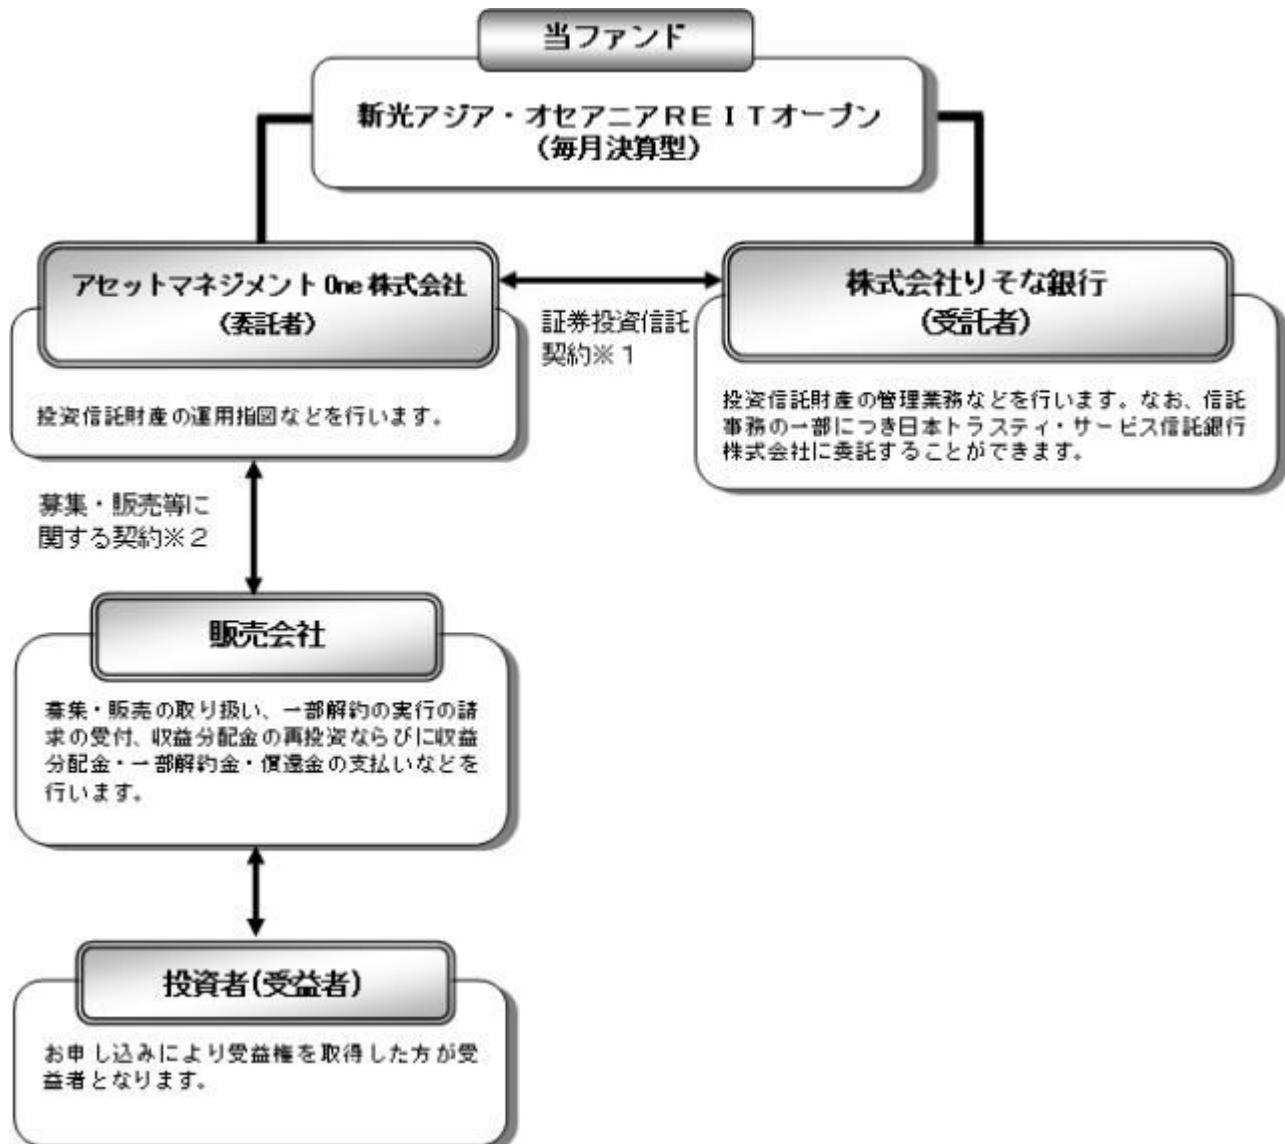 当ファンド
新光アジア・オセアニアＲＥＩＴオープン
（毎月決算型）
アセットマネジメントOne株式会社
（委託者）
投資信託財産の運用指図などを行います。
証券投資信託
契約※１
株式会社りそな銀行
（受託者）
投資信託財産の管理業務などを行います。なお、信託
事務の一部につき日本トラスティ・サービス信託銀行
株式会社に委託することができます。
募集・販売等に
関する契約※２
販売会社
募集・販売の取り扱い、一部解約の実行の請
求の受付、収益分配金の再投資ならびに収益
分配金・一部解約金・償還金の支払いなどを
行います。
投資者(受益者)
お申し込みにより受益権を取得した方が受
益者となります。